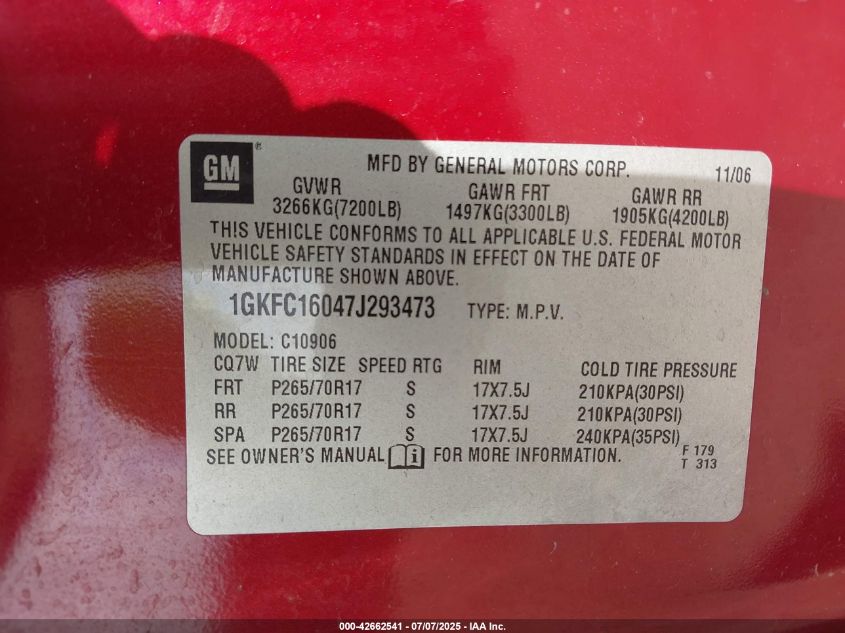 GM ® MFD BY GENERAL MOTORS CORP. 11/06
GVWR GAWR FRT GAWR RR
3266KG(7200LB) 1497KG(3300LB) 1905KG(4200LB)
THIS VEHICLE CONFORMS TO ALL APPLICABLE U.S. FEDERAL MOTOR
VEHICLE SAFETY STANDARDS IN EFFECT ON THE DATE OF
MANUFACTURE SHOWN ABOVE.
1GKFC16047J293473 TYPE: M.P.V.
MODEL: C10906
CQ7W TIRE SIZE SPEED RTG RIM COLD TIRE PRESSURE
FRT P265/70R17 S 17X7.5J 210KPA(30PSI)
RR P265/70R17 S 17X7.5J 210KPA(30PSI)
SPA P265/70R17 S 17X7.5J 240KPA(35PSI)
SEE OWNER'S MANUAL i FOR MORE INFORMATION. F 179
T 313
000-42662541 / 07/07/2025 - IAA Inc.